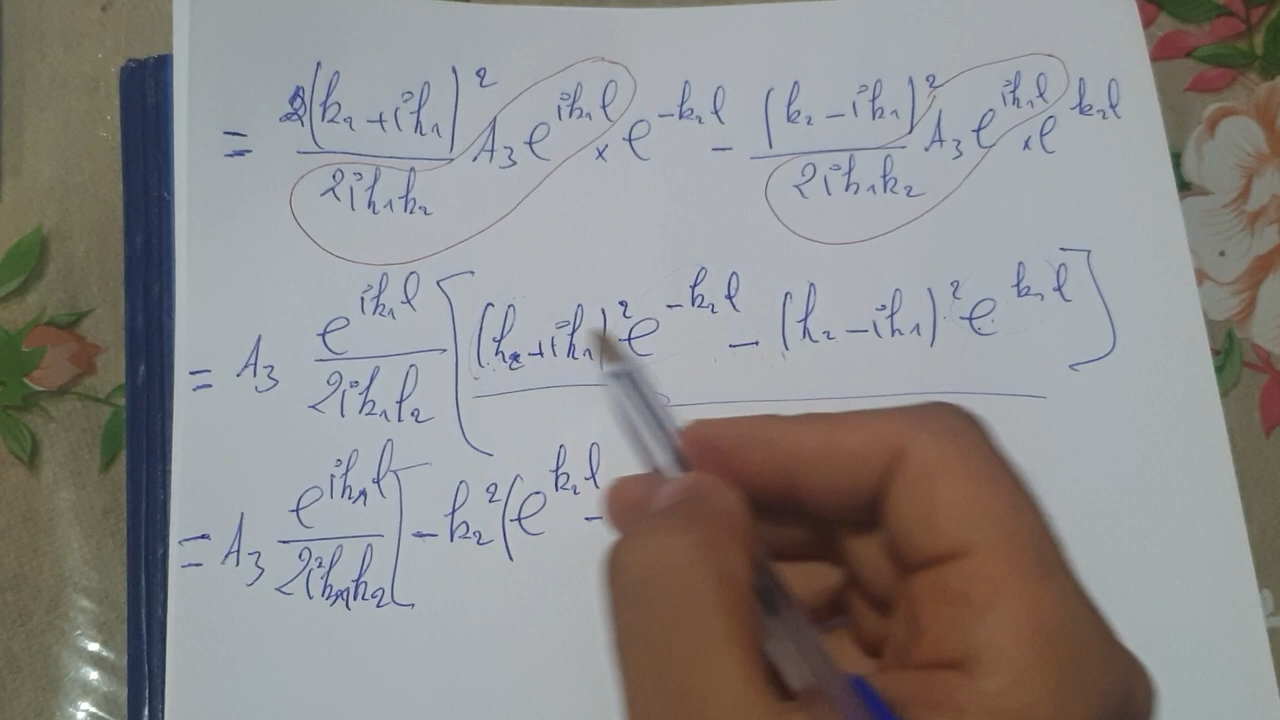 = (k₂ + ik₁)² / 2ik₁k₂ A₃ e^{ik₁l} × e^{-k₂l} - (k₂ - ik₁)² / 2ik₁k₂ A₃ e^{ik₁l} × e^{k₂l}
= A₃ e^{ik₁l} / 2ik₁k₂ [(k₂ + ik₁)² e^{-k₂l} - (k₂ - ik₁)² e^{k₂l}]
= A₃ e^{ik₁l} / 2ik₁k₂ [- k₂² (e^{k₂l} -